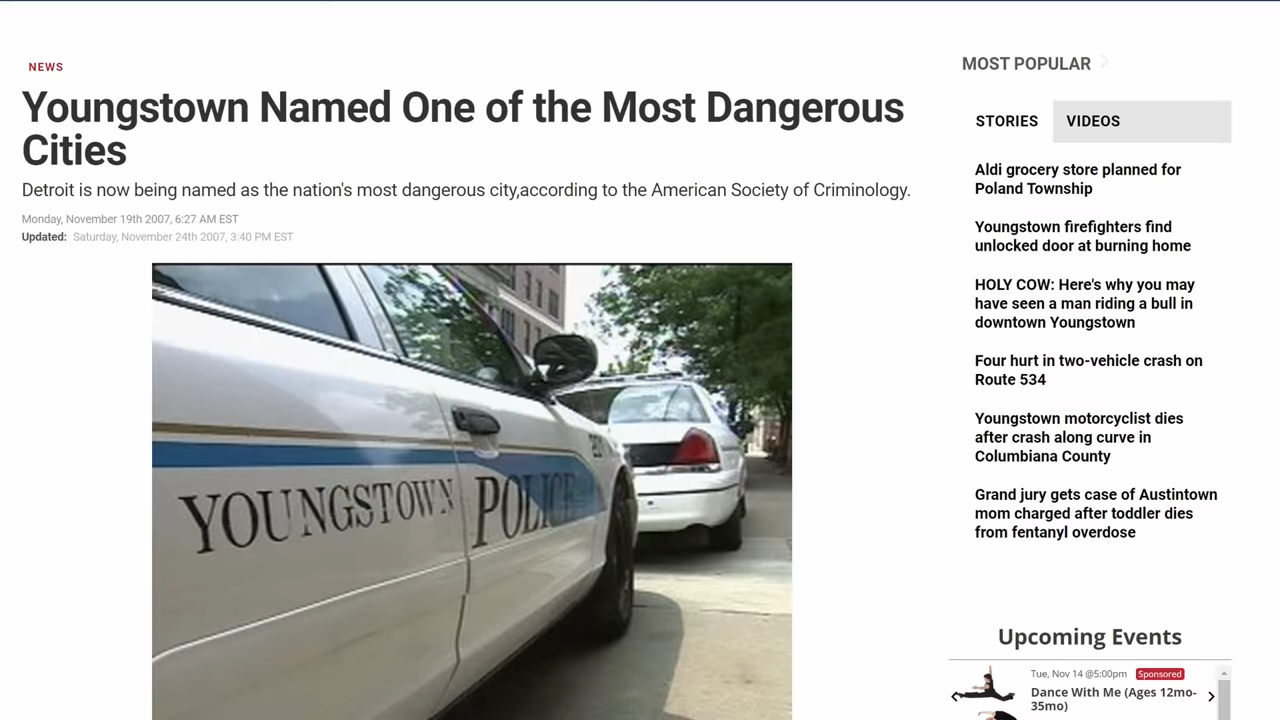 NEWS
Youngstown Named One of the Most Dangerous
Cities
Detroit is now being named as the nation's most dangerous city,according to the American Society of Criminology.
Monday, November 19th 2007, 6:27 AM EST
Updated: Saturday, November 24th 2007, 3:40 PM EST
YOUNGSTOWN POLICE
MOST POPULAR
STORIES VIDEOS
Aldi grocery store planned for
Poland Township
Youngstown firefighters find
unlocked door at burning home
HOLY COW: Here's why you may
have seen a man riding a bull in
downtown Youngstown
Four hurt in two-vehicle crash on
Route 534
Youngstown motorcyclist dies
after crash along curve in
Columbiana County
Grand jury gets case of Austintown
mom charged after toddler dies
from fentanyl overdose
Upcoming Events
Tue, Nov 14 @5:00pm Sponsored
Dance With Me (Ages 12mo-
35mo)